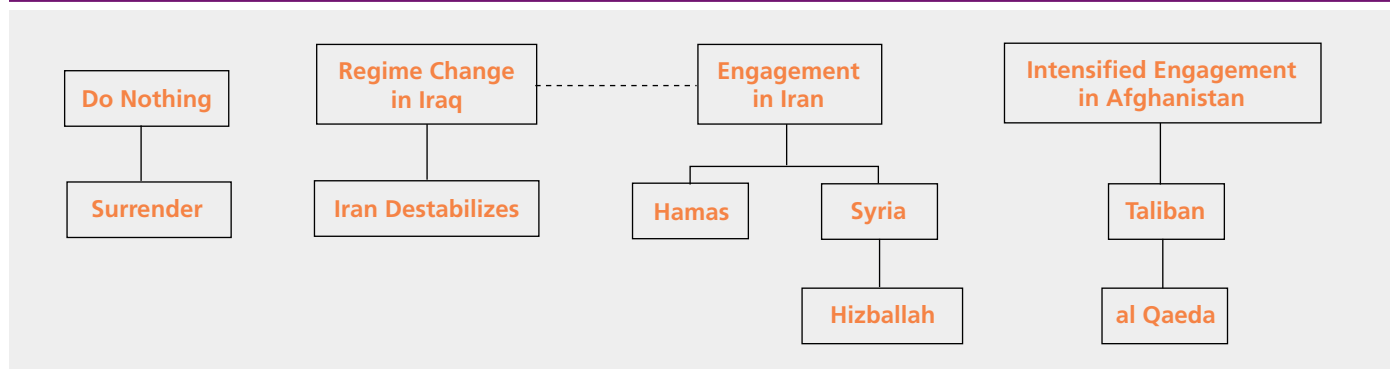 Do Nothing
Surrender
Regime Change
in Iraq
Iran Destabilizes
Engagement
in Iran
Hamas
Syria
Hizballah
Intensified Engagement
in Afghanistan
Taliban
al Qaeda